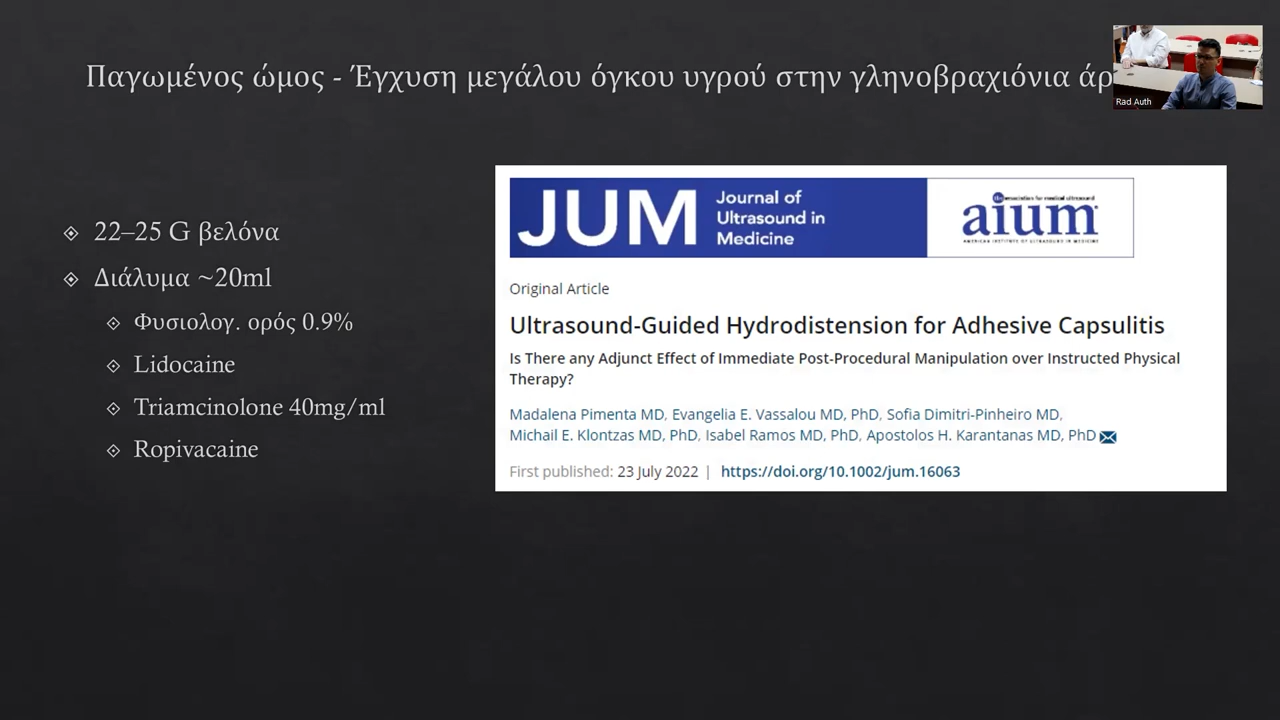 Παγωμένος ώμος - Έγχυση μεγάλου όγκου υγρού στην γληνοβραχιόνια
Rad Auth
22–25 G βελόνα
Διάλυμα ~20ml
Φυσιολογ. ορός 0.9%
Lidocaine
Triamcinolone 40mg/ml
Ropivacaine
JUM
Journal of
Ultrasound in
Medicine
aium
AMERICAN INSTITUTE OF ULTRASOUND IN MEDICINE
Original Article
Ultrasound-Guided Hydrodistension for Adhesive Capsulitis
Is There any Adjunct Effect of Immediate Post-Procedural Manipulation over Instructed Physical
Therapy?
Madalena Pimenta MD, Evangelia E. Vassalou MD, PhD, Sofia Dimitri-Pinheiro MD,
Michail E. Klontzas MD, PhD, Isabel Ramos MD, PhD, Apostolos H. Karantanas MD, PhD
First published: 23 July 2022 | https://doi.org/10.1002/jum.16063